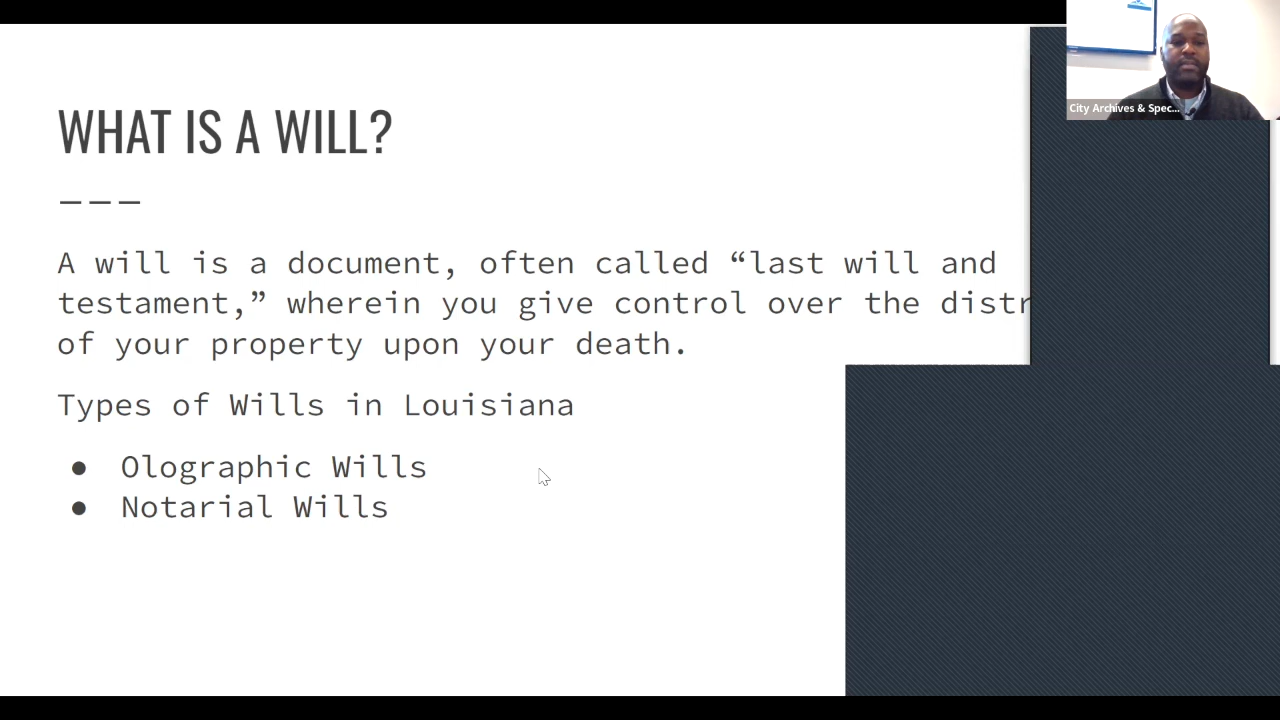 City Archives & Spec...
WHAT IS A WILL?
A will is a document, often called “last will and
testament,” wherein you give control over the
of your property upon your death.
Types of Wills in Louisiana
● Olographic Wills
● Notarial Wills